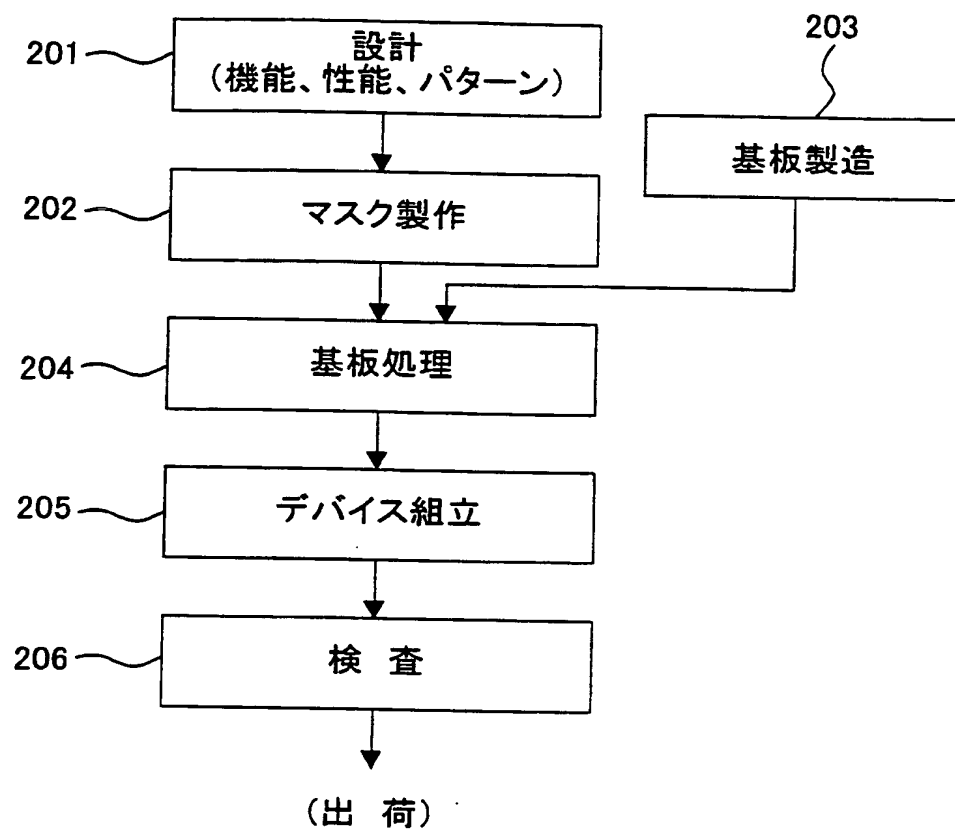 201
設計
(機能、性能、パターン)
203
基板製造
202
マスク製作
204
基板処理
205
デバイス組立
206
検 査
(出 荷)